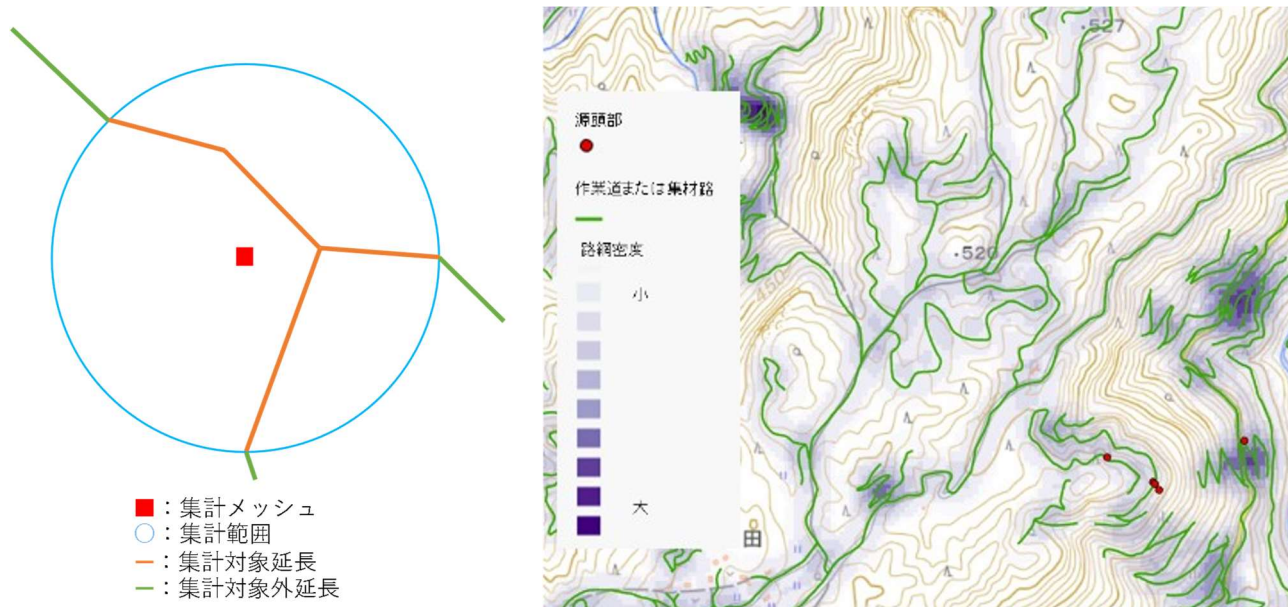 ■：集計メッシュ
○：集計範囲
－：集計対象延長
－：集計対象外延長
源頭部
作業道または集材路
路網密度
小
大
・527
・520
450
田